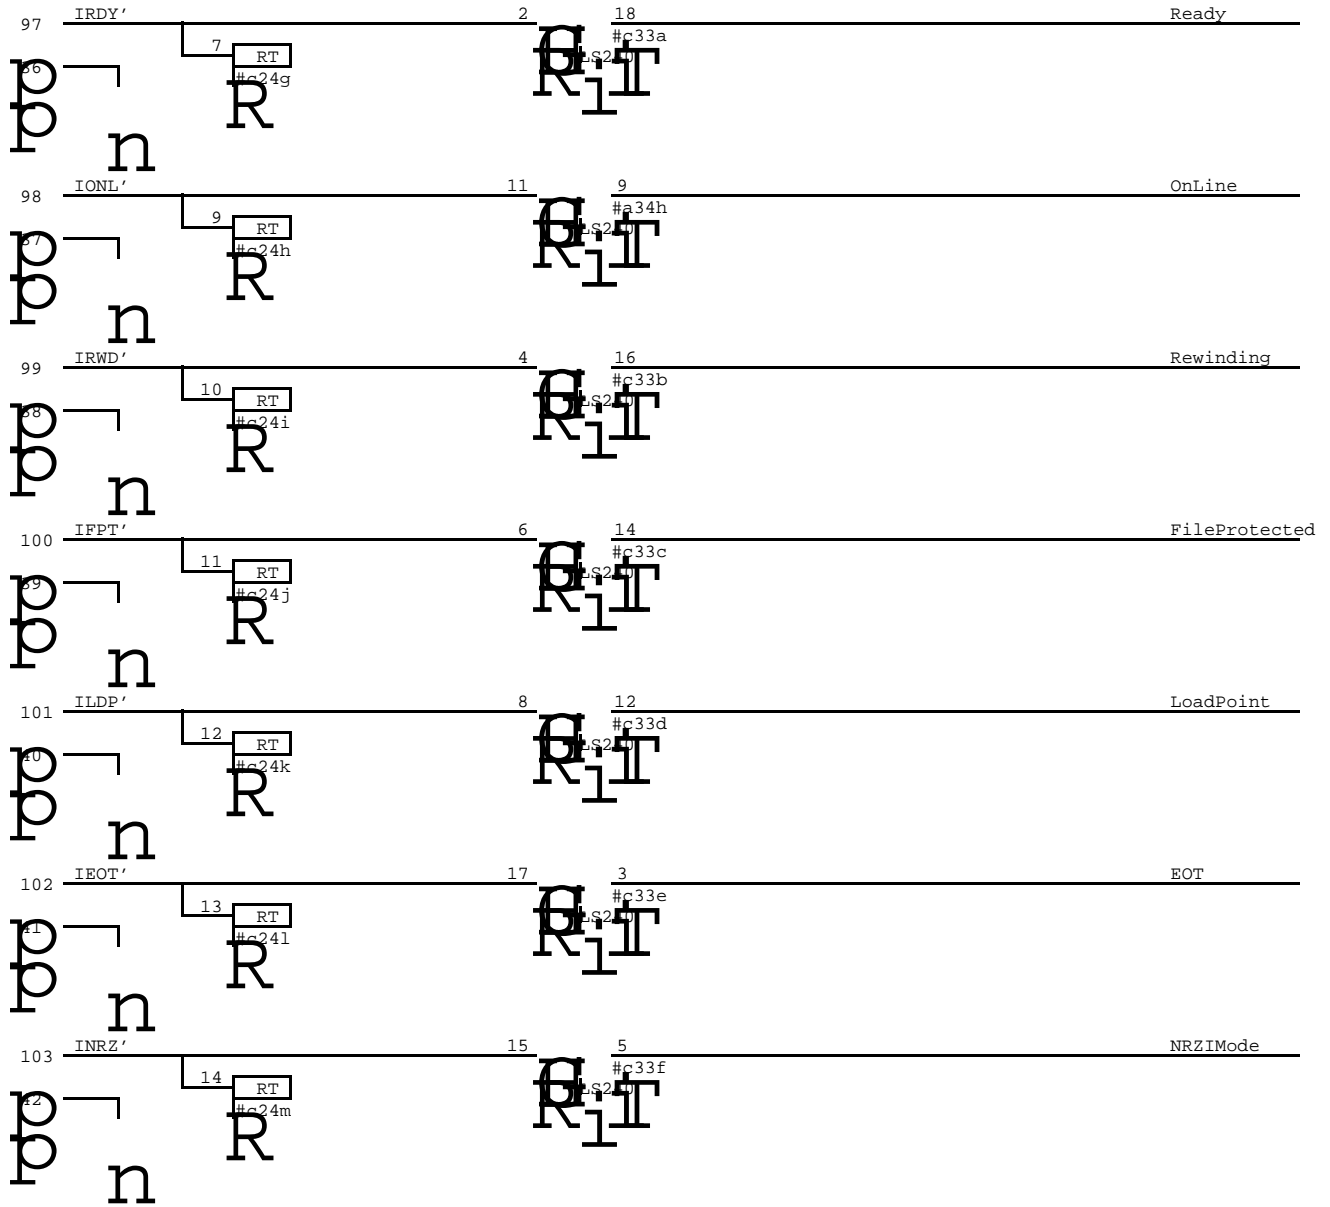 97 IRDY’ 2 18 Ready
#c33a
7 RT
#c24g
R
p
p
n
98 IONL’ 11 9 OnLine
#a34h
9 RT
#c24h
R
p
p
n
99 IRWD’ 4 16 Rewinding
#c33b
10 RT
#c24i
R
p
p
n
100 IFPT’ 6 14 FileProtected
#c33c
11 RT
#c24j
R
p
p
n
101 ILDP’ 8 12 LoadPoint
#c33d
12 RT
#c24k
R
p
p
n
102 IEOT’ 17 3 EOT
#c33e
13 RT
#c24l
R
p
p
n
103 INRZ’ 15 5 NRZIMode
#c33f
14 RT
#c24m
R
p
p
n